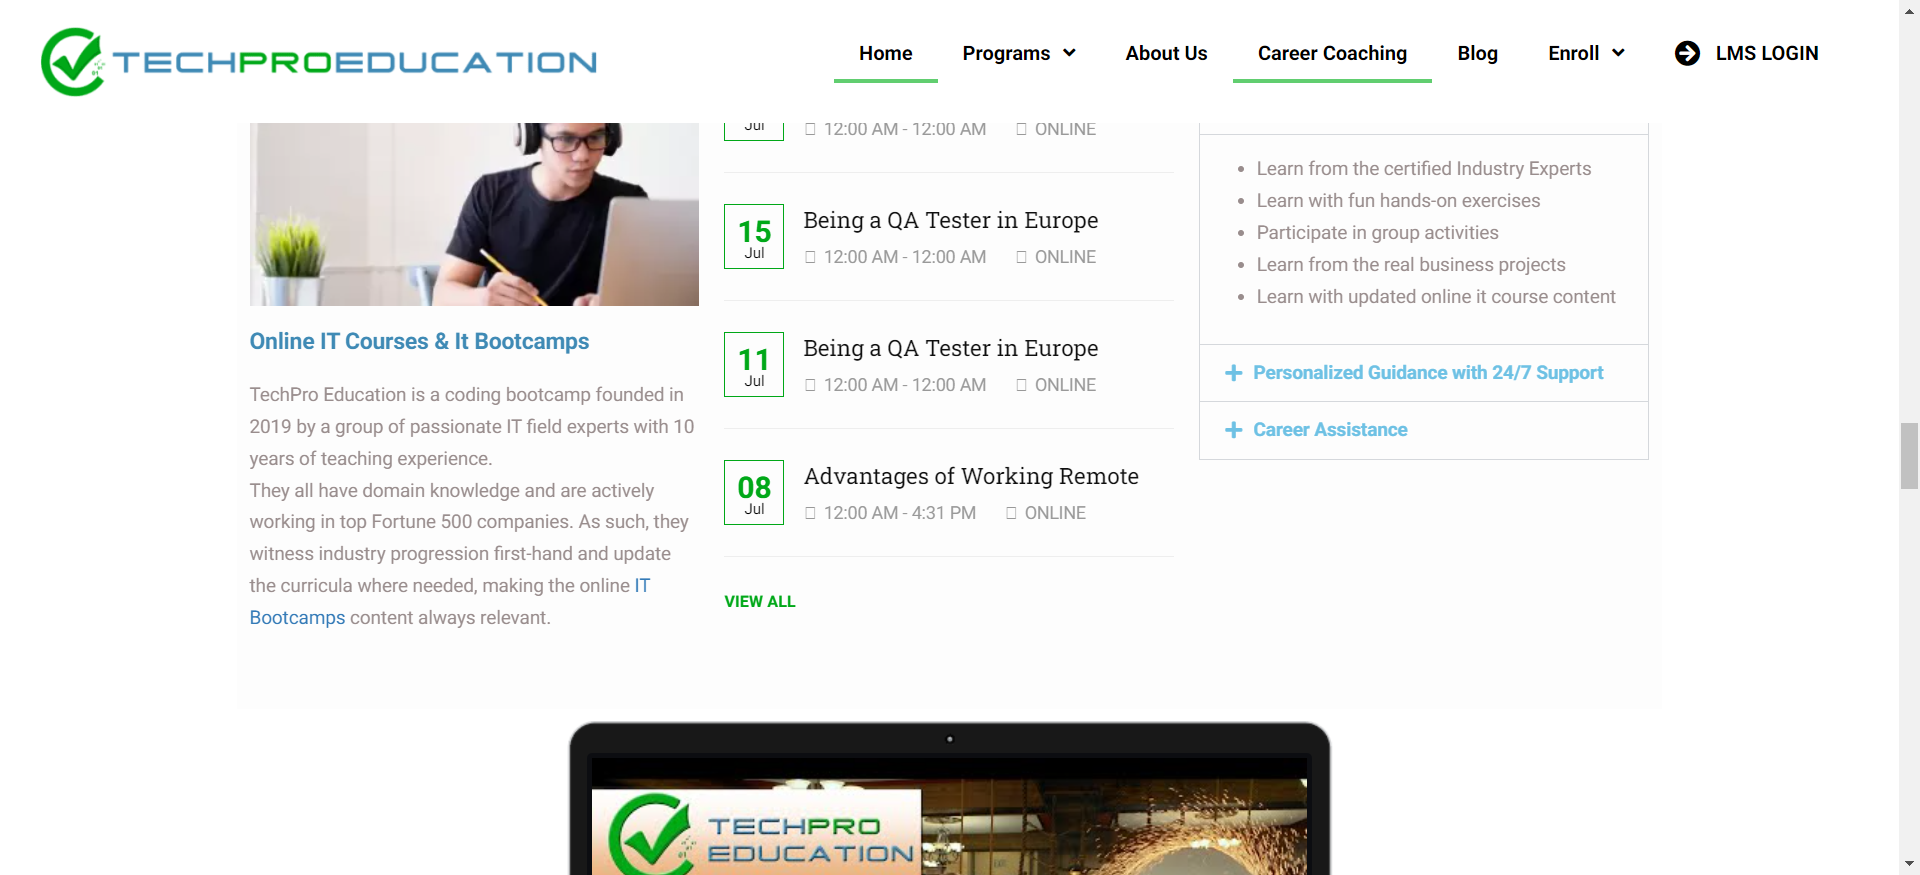 TECHPROEDUCATION
Home
Programs
About Us
Career Coaching
Blog
Enroll
LMS LOGIN
Online IT Courses & It Bootcamps
TechPro Education is a coding bootcamp founded in
2019 by a group of passionate IT field experts with 10
years of teaching experience.
They all have domain knowledge and are actively
working in top Fortune 500 companies. As such, they
witness industry progression first-hand and update
the curricula where needed, making the online IT
Bootcamps content always relevant.
Jul
12:00 AM - 12:00 AM
ONLINE
15
Jul
Being a QA Tester in Europe
12:00 AM - 12:00 AM
ONLINE
11
Jul
Being a QA Tester in Europe
12:00 AM - 12:00 AM
ONLINE
08
Jul
Advantages of Working Remote
12:00 AM - 4:31 PM
ONLINE
VIEW ALL
Learn from the certified Industry Experts
Learn with fun hands-on exercises
Participate in group activities
Learn from the real business projects
Learn with updated online it course content
Personalized Guidance with 24/7 Support
Career Assistance
TECHPRO
EDUCATION